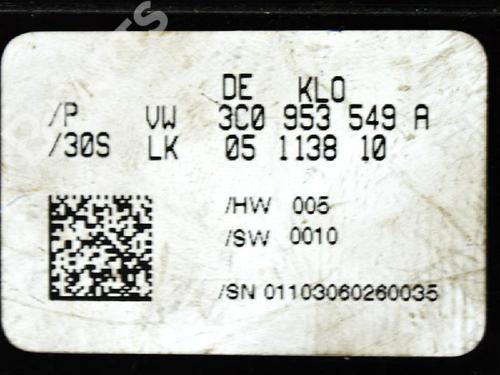 DE KLO
/P VW 3C0 953 549 A
/30S LK 05 1138 10
/HW 005
/SW 0010
/SN 01103060260035